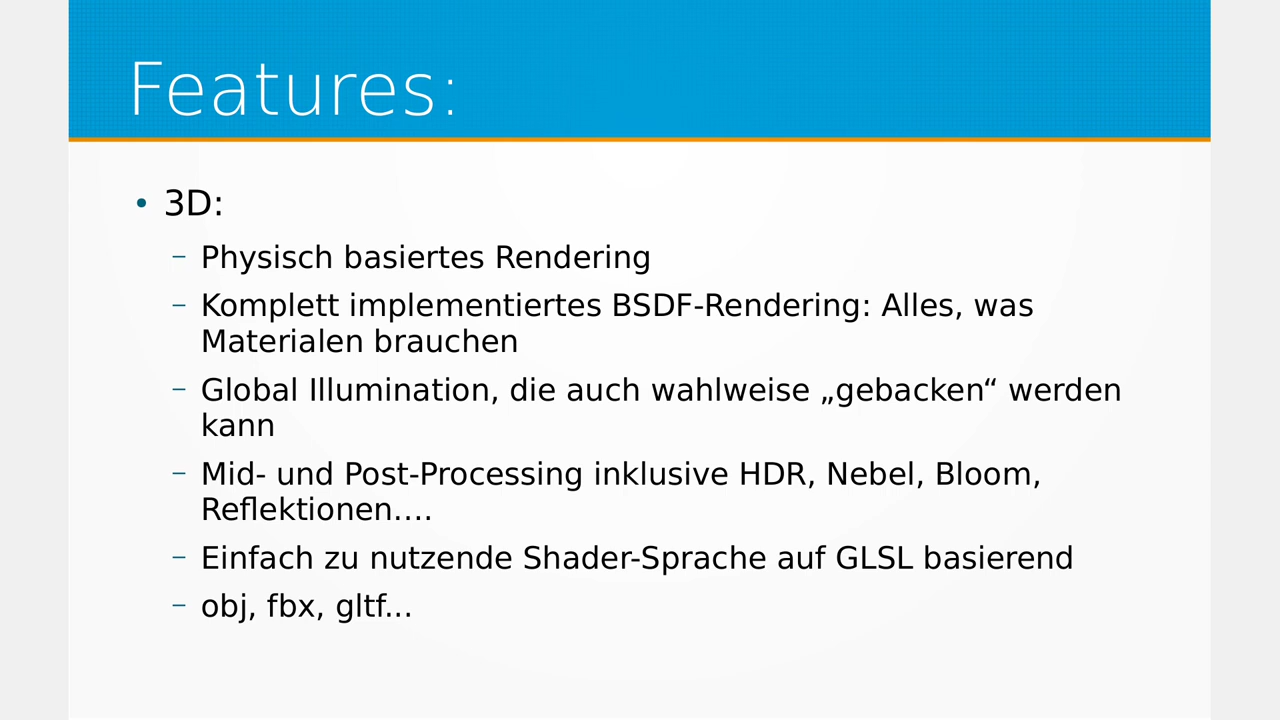 Features:
• 3D:
– Physisch basiertes Rendering
– Komplett implementiertes BSDF-Rendering: Alles, was
Materialen brauchen
– Global Illumination, die auch wahlweise „gebacken“ werden
kann
– Mid- und Post-Processing inklusive HDR, Nebel, Bloom,
Reflektionen….
– Einfach zu nutzende Shader-Sprache auf GLSL basierend
– obj, fbx, gltf...